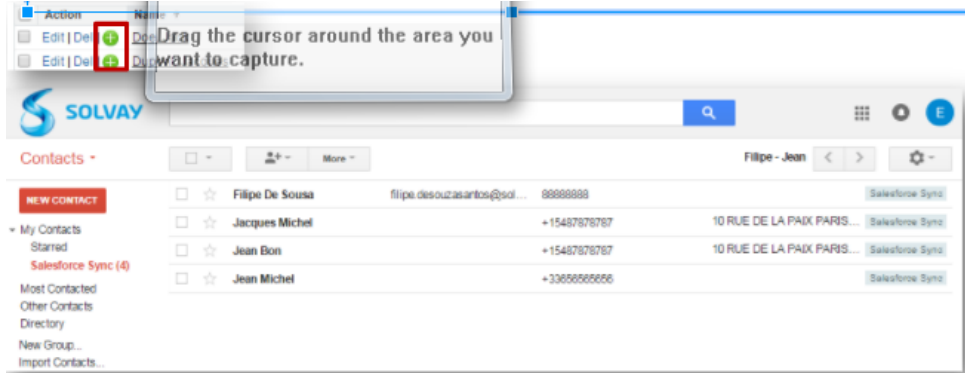 Action Name
Edit | Del Doe
Edit | Del Dup
Drag the cursor around the area you
want to capture.
SOLVAY
E
Contacts
More
Filipe - Jean
NEW CONTACT
My Contacts
Starred
Salesforce Sync (4)
Most Contacted
Other Contacts
Directory
New Group...
Import Contacts...
Filipe De Sousa filipe.desouzasantos@sol... 88888888 Salesforce Sync
Jacques Michel +15487878787 10 RUE DE LA PAIX PARIS... Salesforce Sync
Jean Bon +15487878787 10 RUE DE LA PAIX PARIS... Salesforce Sync
Jean Michel +33656565656 Salesforce Sync